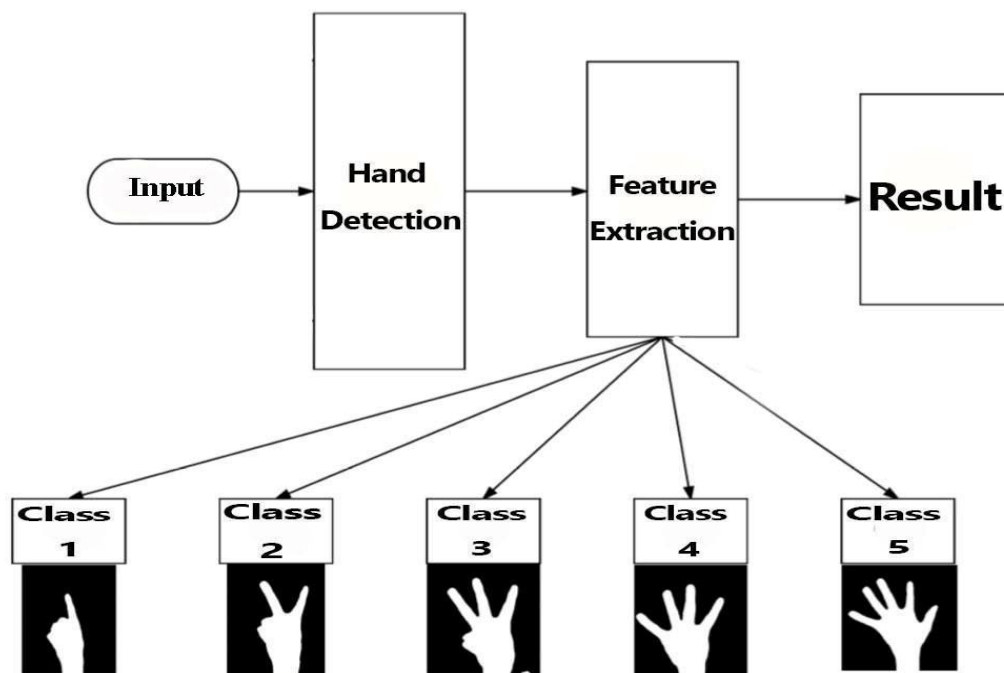 Input
Hand
Detection
Feature
Extraction
Result
Class
1
Class
2
Class
3
Class
4
Class
5